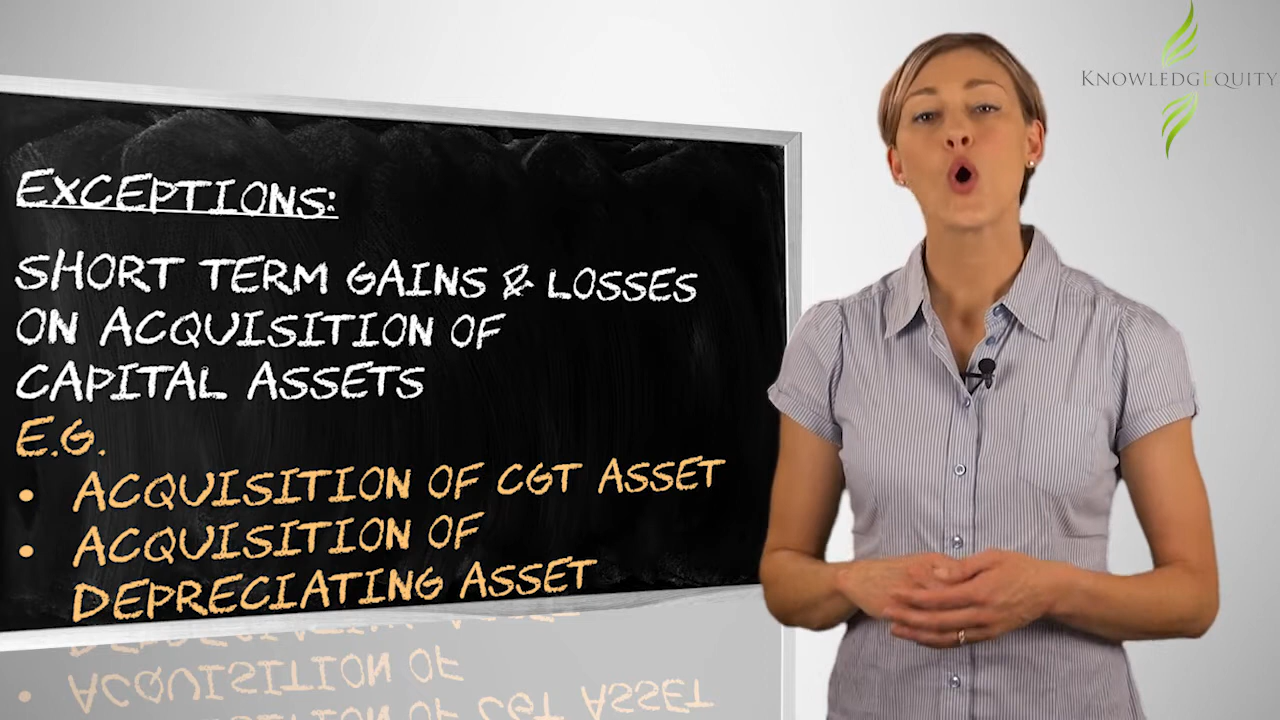 KNOWLEDGEQUITY
EXCEPTIONS:
SHORT TERM GAINS & LOSSES
ON ACQUISITION OF
CAPITAL ASSETS
E.G.
• ACQUISITION OF CGT ASSET
• ACQUISITION OF
DEPRECIATING ASSET